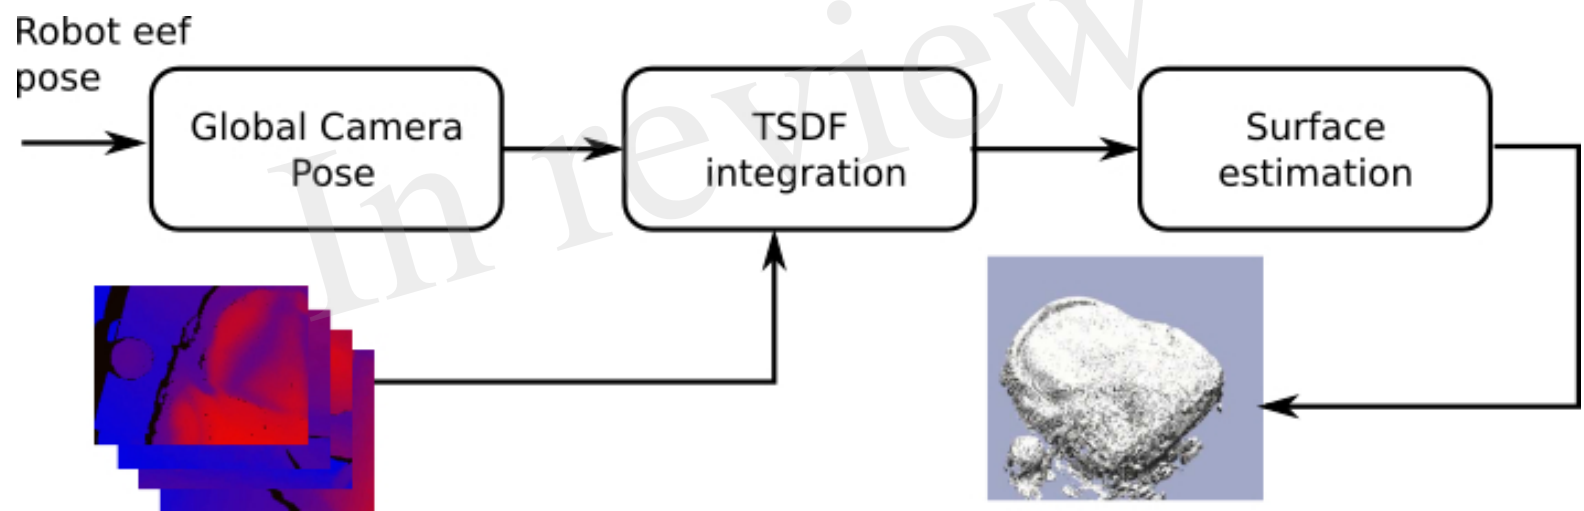 Robot eef
pose
Global Camera
Pose
TSDF
integration
Surface
estimation
In review